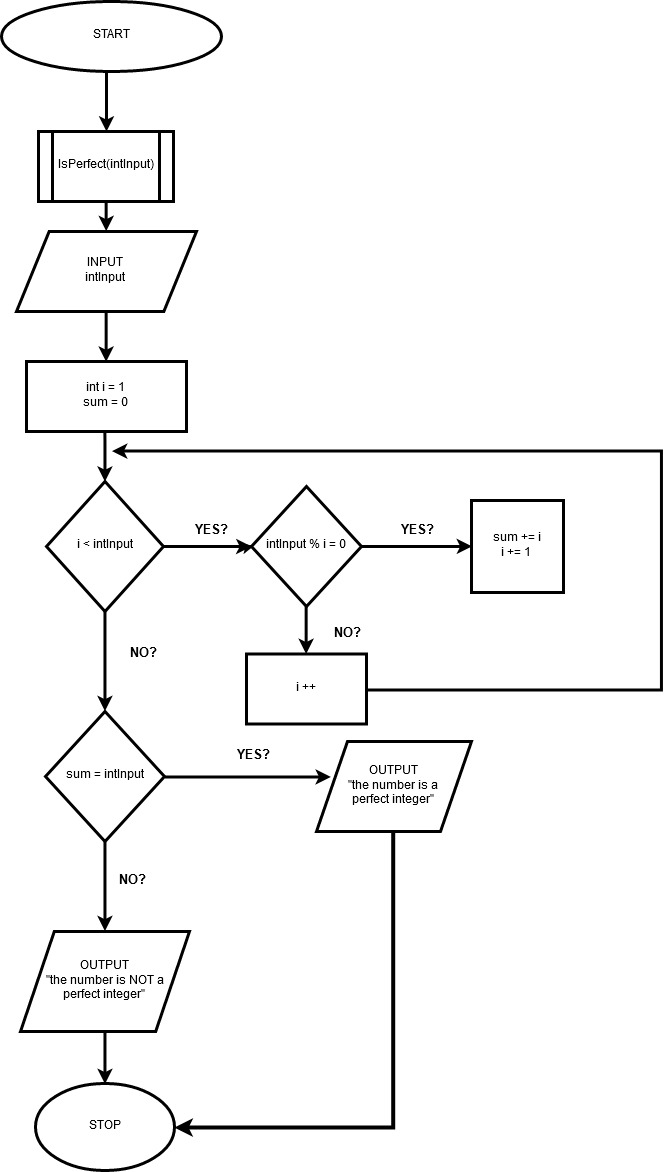 START
IsPerfect(intInput)
INPUT
intInput
int i = 1
sum = 0
i < intInput
YES?
intInput % i = 0
YES?
sum += i
i += 1
NO?
NO?
i ++
sum = intInput
YES?
OUTPUT
"the number is a
perfect integer"
NO?
OUTPUT
"the number is NOT a
perfect integer"
STOP